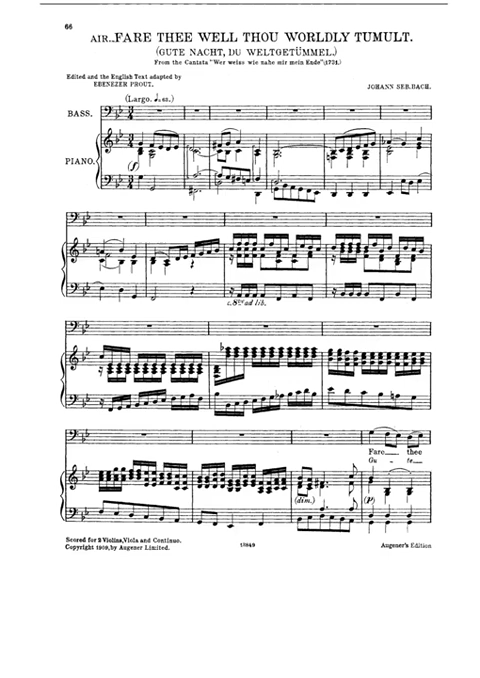 66
AIR..FARE THEE WELL THOU WORLDLY TUMULT.
(GUTE NACHT, DU WELTGETÜMMEL.)
From the Cantata "Wer weiss wie nahe mir mein Ende" (1731.)
Edited and the English Text adapted by
EBENEZER PROUT.
JOHANN SEB. BACH.
(Largo. ♩= 63.)
BASS.
PIANO.
(f)
c. 8ve ad lib.
Fare thee
Gu - te
(dim.)
(p)
Scored for 2 Violins, Viola and Continuo.
Copyright 1909, by Augener Limited.
13849
Augener's Edition